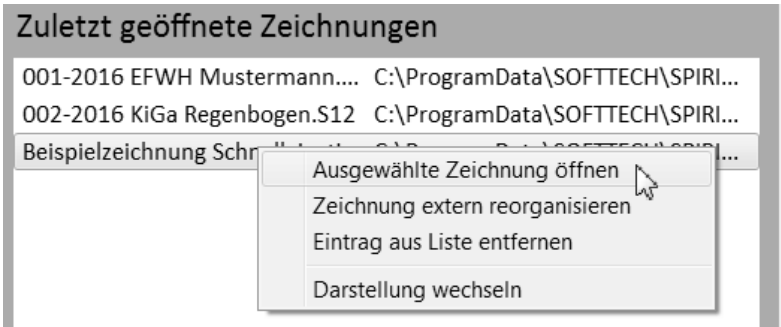 Zuletzt geöffnete Zeichnungen
001-2016 EFWH Mustermann.... C:\ProgramData\SOFTTECH\SPIRI...
002-2016 KiGa Regenbogen.S12 C:\ProgramData\SOFTTECH\SPIRI...
Beispielzeichnung
Ausgewählte Zeichnung öffnen
Zeichnung extern reorganisieren
Eintrag aus Liste entfernen
Darstellung wechseln